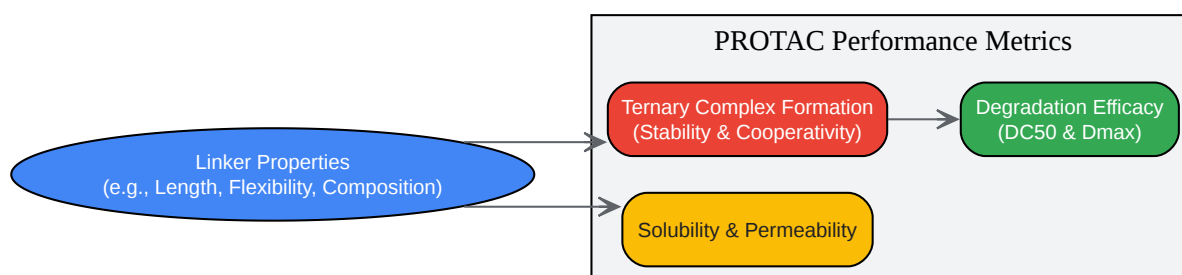 PROTAC Performance Metrics
Ternary Complex Formation
(Stability & Cooperativity)
Degradation Efficacy
(DC50 & Dmax)
Linker Properties
(e.g., Length, Flexibility, Composition)
Solubility & Permeability